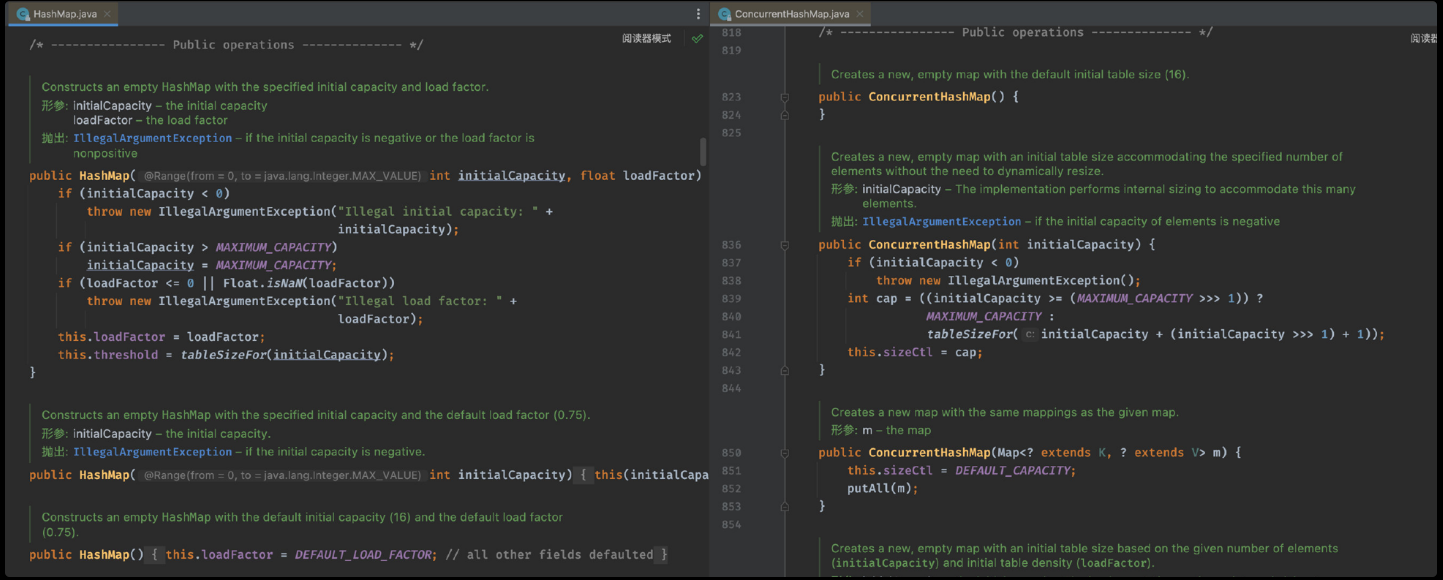 HashMap.java
/* ---------------- Public operations -------------- */
阅读器模式
Constructs an empty HashMap with the specified initial capacity and load factor.
形参: initialCapacity – the initial capacity
loadFactor – the load factor
抛出: IllegalArgumentException – if the initial capacity is negative or the load factor is
nonpositive
public HashMap( @Range(from = 0, to = java.lang.Integer.MAX_VALUE) int initialCapacity, float loadFactor)
if (initialCapacity < 0)
throw new IllegalArgumentException("Illegal initial capacity: " +
initialCapacity);
if (initialCapacity > MAXIMUM_CAPACITY)
initialCapacity = MAXIMUM_CAPACITY;
if (loadFactor <= 0 || Float.isNaN(loadFactor))
throw new IllegalArgumentException("Illegal load factor: " +
loadFactor);
this.loadFactor = loadFactor;
this.threshold = tableSizeFor(initialCapacity);
}
Constructs an empty HashMap with the specified initial capacity and the default load factor (0.75).
形参: initialCapacity – the initial capacity.
抛出: IllegalArgumentException – if the initial capacity is negative.
public HashMap( @Range(from = 0, to = java.lang.Integer.MAX_VALUE) int initialCapacity) { this(initialCapa
Constructs an empty HashMap with the default initial capacity (16) and the default load factor
(0.75).
public HashMap() { this.loadFactor = DEFAULT_LOAD_FACTOR; // all other fields defaulted }
ConcurrentHashMap.java
818 /* ---------------- Public operations -------------- */
819
阅读器
Creates a new, empty map with the default initial table size (16).
823 public ConcurrentHashMap() {
824 }
825
Creates a new, empty map with an initial table size accommodating the specified number of
elements without the need to dynamically resize.
形参: initialCapacity – The implementation performs internal sizing to accommodate this many
elements.
抛出: IllegalArgumentException – if the initial capacity of elements is negative
836 public ConcurrentHashMap(int initialCapacity) {
837 if (initialCapacity < 0)
838 throw new IllegalArgumentException();
839 int cap = ((initialCapacity >= (MAXIMUM_CAPACITY >>> 1)) ?
840 MAXIMUM_CAPACITY :
841 tableSizeFor( c: initialCapacity + (initialCapacity >>> 1) + 1));
842 this.sizeCtl = cap;
843 }
844
Creates a new map with the same mappings as the given map.
形参: m – the map
850 public ConcurrentHashMap(Map<? extends K, ? extends V> m) {
851 this.sizeCtl = DEFAULT_CAPACITY;
852 putAll(m);
853 }
854
Creates a new, empty map with an initial table size based on the given number of elements
(initialCapacity) and initial table density (loadFactor).